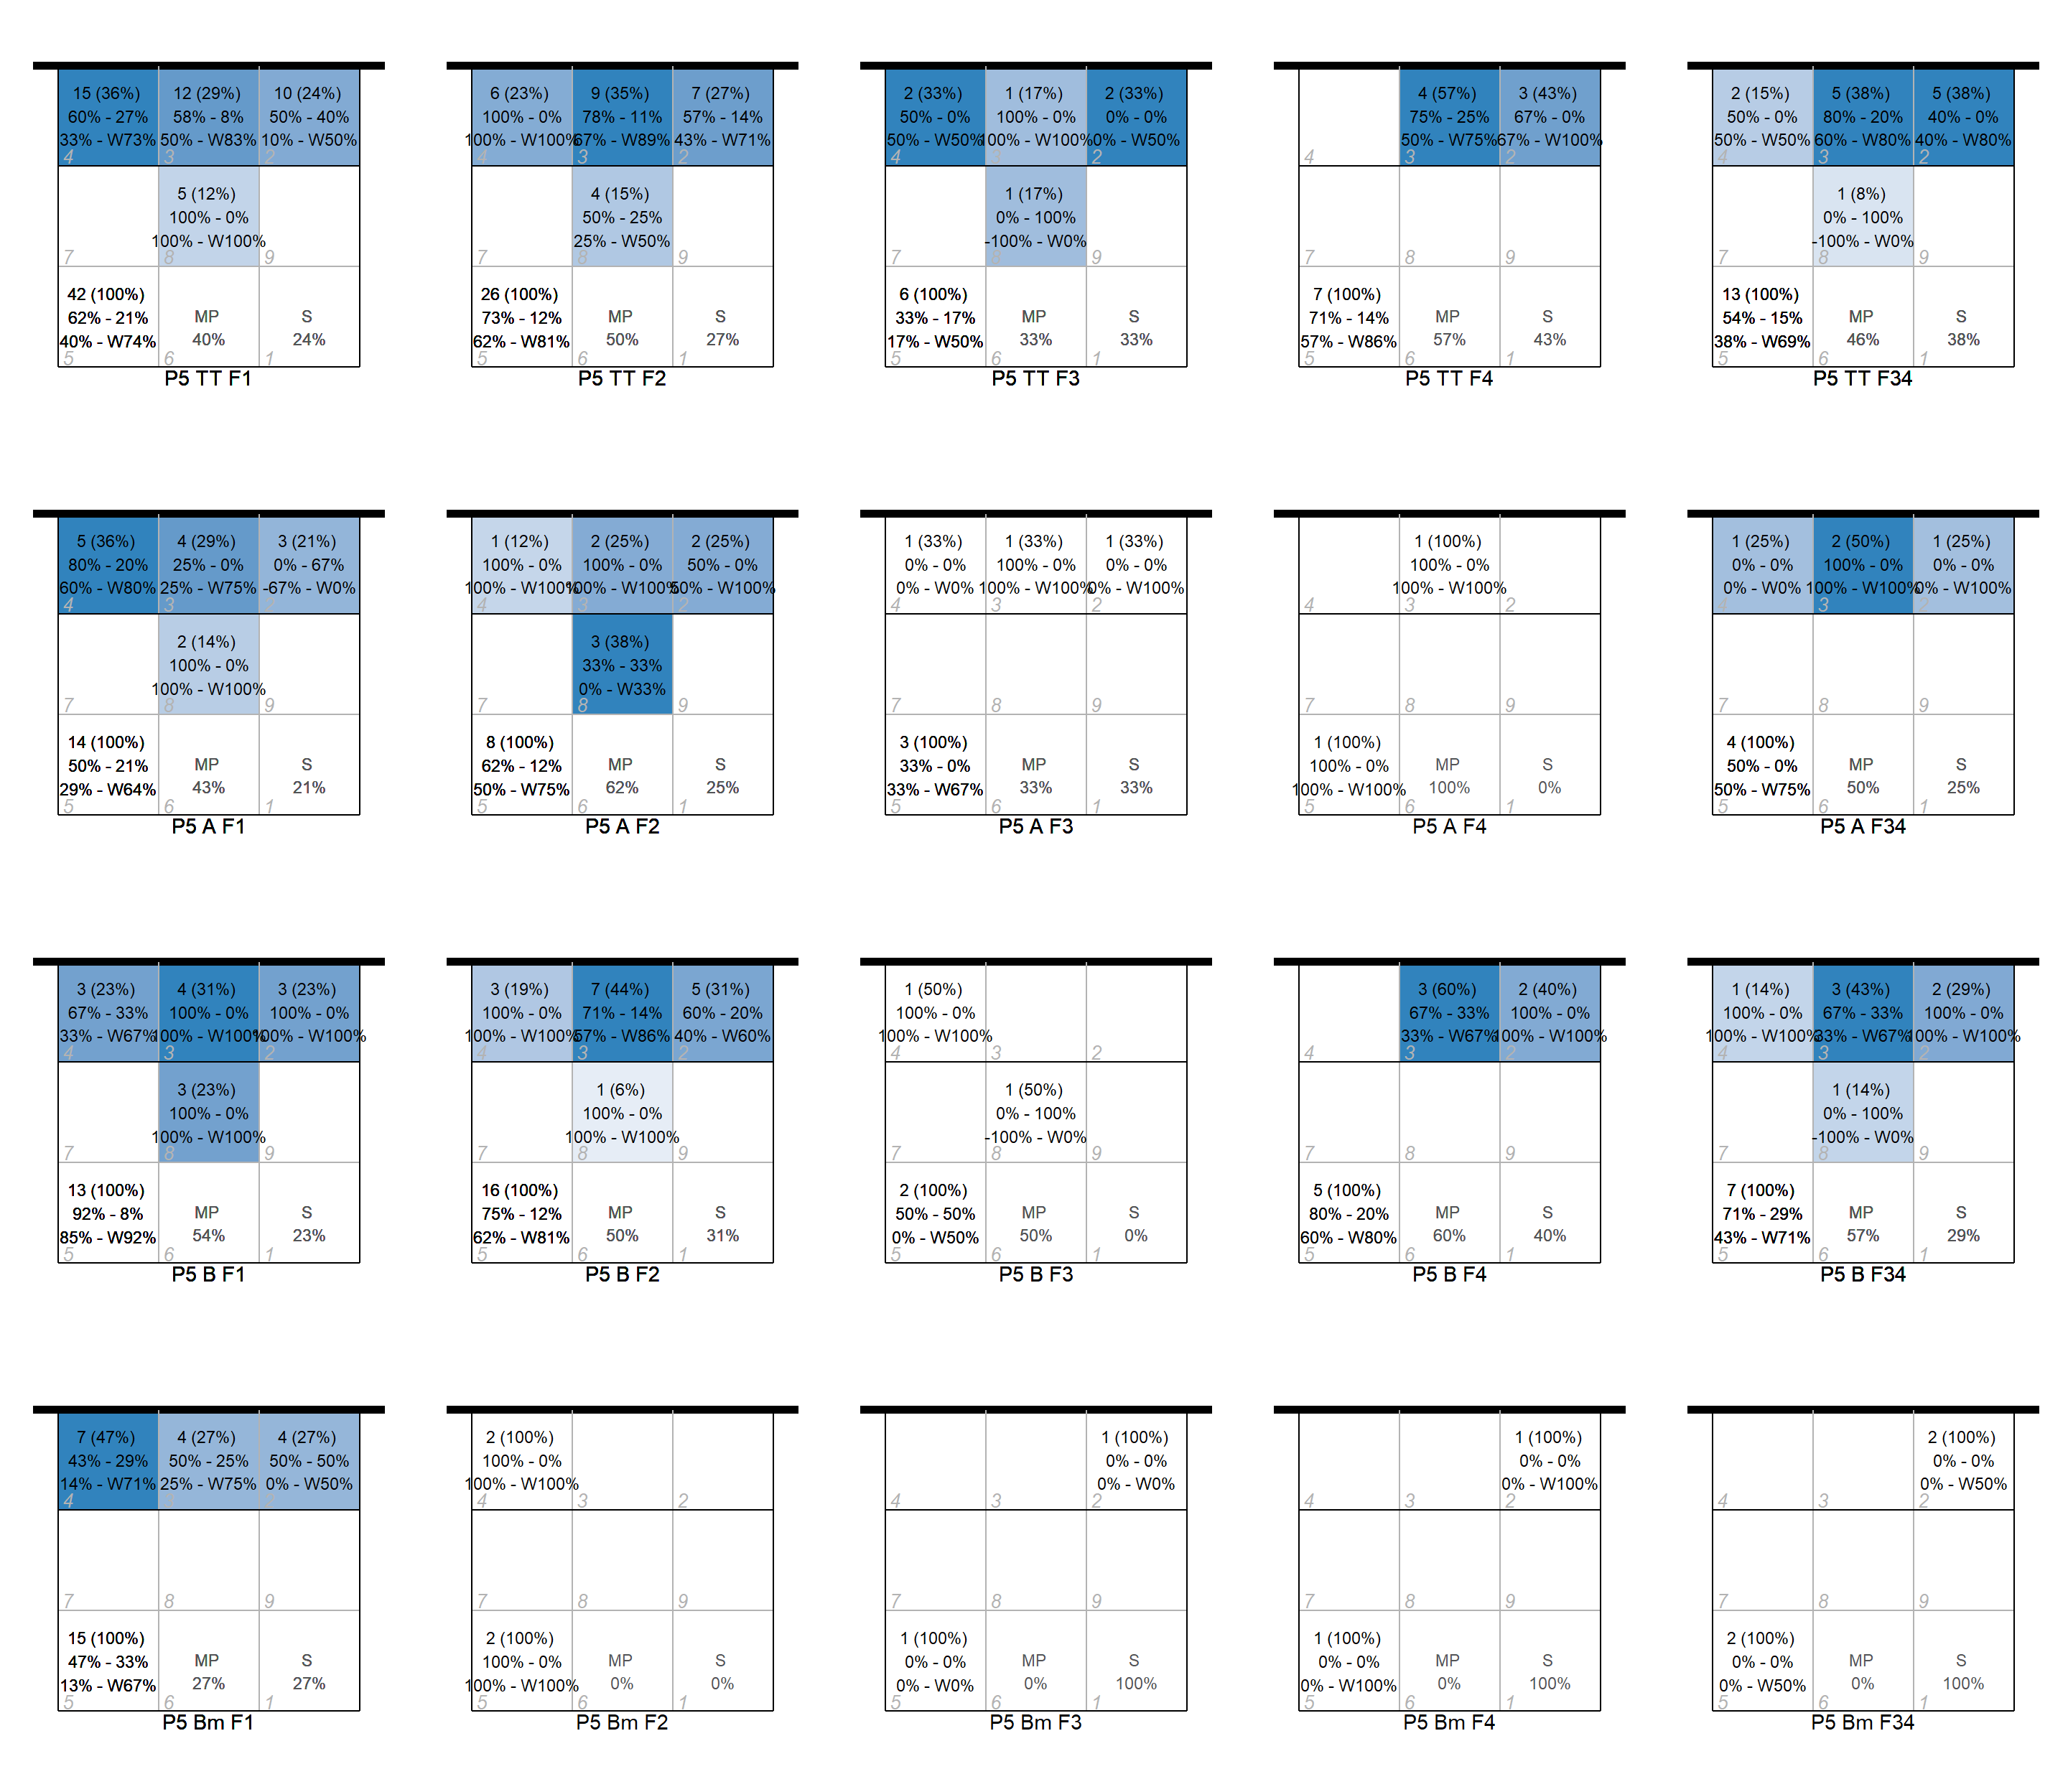 15 (36%) 12 (29%) 10 (24%)
60% - 27% 58% - 8% 50% - 40%
33% - W73% 50% - W83% 10% - W50%
4 3 2
5 (12%)
100% - 0%
100% - W100%
7 8 9
42 (100%)
62% - 21% MP S
40% - W74% 40% 24%
5 6 1
P5 TT F1
6 (23%) 9 (35%) 7 (27%)
100% - 0% 78% - 11% 57% - 14%
100% - W100% 67% - W89% 43% - W71%
4 3 2
4 (15%)
50% - 25%
25% - W50%
7 8 9
26 (100%)
73% - 12% MP S
62% - W81% 50% 27%
5 6 1
P5 TT F2
2 (33%) 1 (17%) 2 (33%)
50% - 0% 100% - 0% 0% - 0%
50% - W50% 100% - W100% 0% - W50%
4 3 2
1 (17%)
0% - 100%
-100% - W0%
7 8 9
6 (100%)
33% - 17% MP S
17% - W50% 33% 33%
5 6 1
P5 TT F3
4 (57%) 3 (43%)
75% - 25% 67% - 0%
50% - W75% 67% - W100%
4 3 2
7 8 9
7 (100%)
71% - 14% MP S
57% - W86% 57% 43%
5 6 1
P5 TT F4
2 (15%) 5 (38%) 5 (38%)
50% - 0% 80% - 20% 40% - 0%
50% - W50% 60% - W80% 40% - W80%
4 3 2
1 (8%)
0% - 100%
-100% - W0%
7 8 9
13 (100%)
54% - 15% MP S
38% - W69% 46% 38%
5 6 1
P5 TT F34
5 (36%) 4 (29%) 3 (21%)
80% - 20% 25% - 0% 0% - 67%
60% - W80% 25% - W75% -67% - W0%
4 3 2
2 (14%)
100% - 0%
100% - W100%
7 8 9
14 (100%)
50% - 21% MP S
29% - W64% 43% 21%
5 6 1
P5 A F1
1 (12%) 2 (25%) 2 (25%)
100% - 0% 100% - 0% 50% - 0%
100% - W100% 100% - W100% 50% - W100%
4 3 2
3 (38%)
33% - 33%
0% - W33%
7 8 9
8 (100%)
62% - 12% MP S
50% - W75% 62% 25%
5 6 1
P5 A F2
1 (33%) 1 (33%) 1 (33%)
0% - 0% 100% - 0% 0% - 0%
0% - W0% 100% - W100% 0% - W100%
4 3 2
7 8 9
3 (100%)
33% - 0% MP S
33% - W67% 33% 33%
5 6 1
P5 A F3
1 (100%)
100% - 0%
100% - W100%
4 3 2
7 8 9
1 (100%)
100% - 0% MP S
100% - W100% 100% 0%
5 6 1
P5 A F4
1 (25%) 2 (50%) 1 (25%)
0% - 0% 100% - 0% 0% - 0%
0% - W0% 100% - W100% 0% - W100%
4 3 2
7 8 9
4 (100%)
50% - 0% MP S
50% - W75% 50% 25%
5 6 1
P5 A F34
3 (23%) 4 (31%) 3 (23%)
67% - 33% 100% - 0% 100% - 0%
33% - W67% 100% - W100% 100% - W100%
4 3 2
3 (23%)
100% - 0%
100% - W100%
7 8 9
13 (100%)
92% - 8% MP S
85% - W92% 54% 23%
5 6 1
P5 B F1
3 (19%) 7 (44%) 5 (31%)
100% - 0% 71% - 14% 60% - 20%
100% - W100% 57% - W86% 40% - W60%
4 3 2
1 (6%)
100% - 0%
100% - W100%
7 8 9
16 (100%)
75% - 12% MP S
62% - W81% 50% 31%
5 6 1
P5 B F2
1 (50%)
100% - 0%
100% - W100%
4 3 2
1 (50%)
0% - 100%
-100% - W0%
7 8 9
2 (100%)
50% - 50% MP S
0% - W50% 50% 0%
5 6 1
P5 B F3
3 (60%) 2 (40%)
67% - 33% 100% - 0%
33% - W67% 100% - W100%
4 3 2
7 8 9
5 (100%)
80% - 20% MP S
60% - W80% 60% 40%
5 6 1
P5 B F4
1 (14%) 3 (43%) 2 (29%)
100% - 0% 67% - 33% 100% - 0%
100% - W100% 33% - W67% 100% - W100%
4 3 2
1 (14%)
0% - 100%
-100% - W0%
7 8 9
7 (100%)
71% - 29% MP S
43% - W71% 57% 29%
5 6 1
P5 B F34
7 (47%) 4 (27%) 4 (27%)
43% - 29% 50% - 25% 50% - 50%
14% - W71% 25% - W75% 0% - W50%
4 3 2
7 8 9
15 (100%)
47% - 33% MP S
13% - W67% 27% 27%
5 6 1
P5 Bm F1
2 (100%)
100% - 0%
100% - W100%
4 3 2
7 8 9
2 (100%)
100% - 0% MP S
100% - W100% 0% 0%
5 6 1
P5 Bm F2
1 (100%)
0% - 0%
0% - W0%
4 3 2
7 8 9
1 (100%)
0% - 0% MP S
0% - W0% 0% 100%
5 6 1
P5 Bm F3
1 (100%)
0% - 0%
0% - W100%
4 3 2
7 8 9
1 (100%)
0% - 0% MP S
0% - W100% 0% 100%
5 6 1
P5 Bm F4
2 (100%)
0% - 0%
0% - W50%
4 3 2
7 8 9
2 (100%)
0% - 0% MP S
0% - W50% 0% 100%
5 6 1
P5 Bm F34